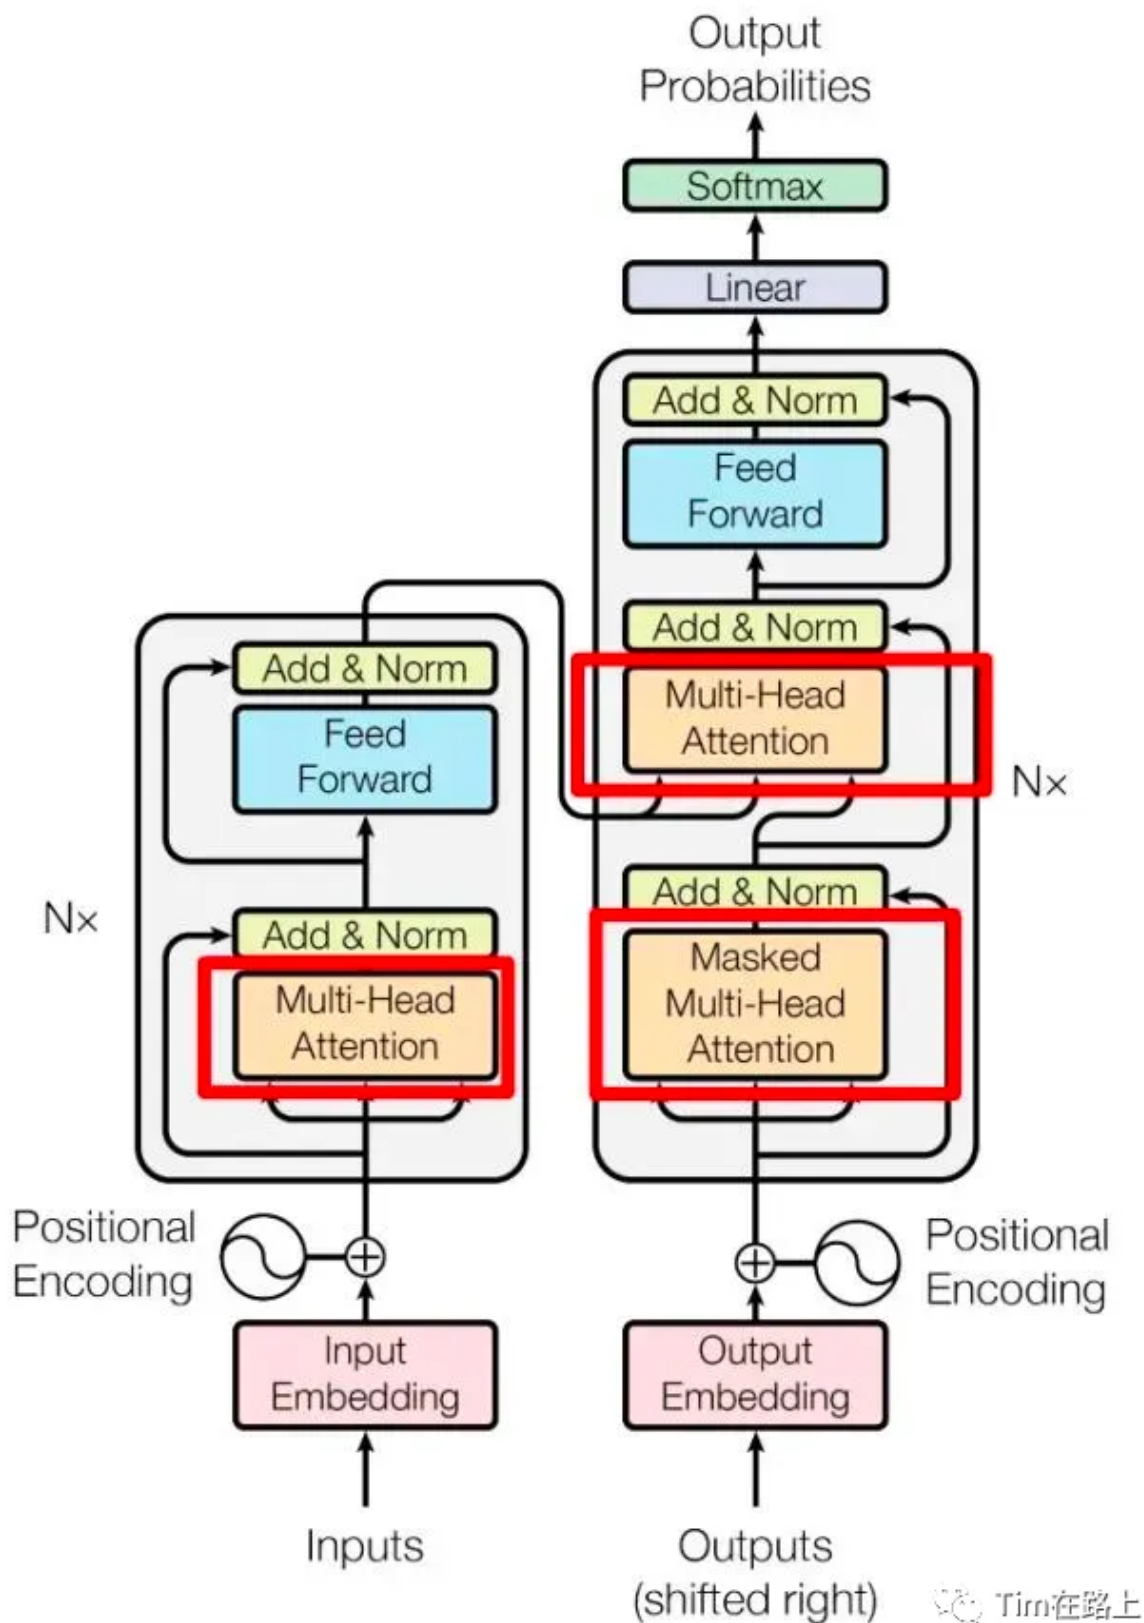 Output
Probabilities
Softmax
Linear
Add & Norm
Feed
Forward
Add & Norm
Multi-Head
Attention
Nx
Add & Norm
Masked
Multi-Head
Attention
Add & Norm
Feed
Forward
Nx
Add & Norm
Multi-Head
Attention
Positional
Encoding
Positional
Encoding
Input
Embedding
Output
Embedding
Inputs
Outputs
(shifted right)
Tim在路上